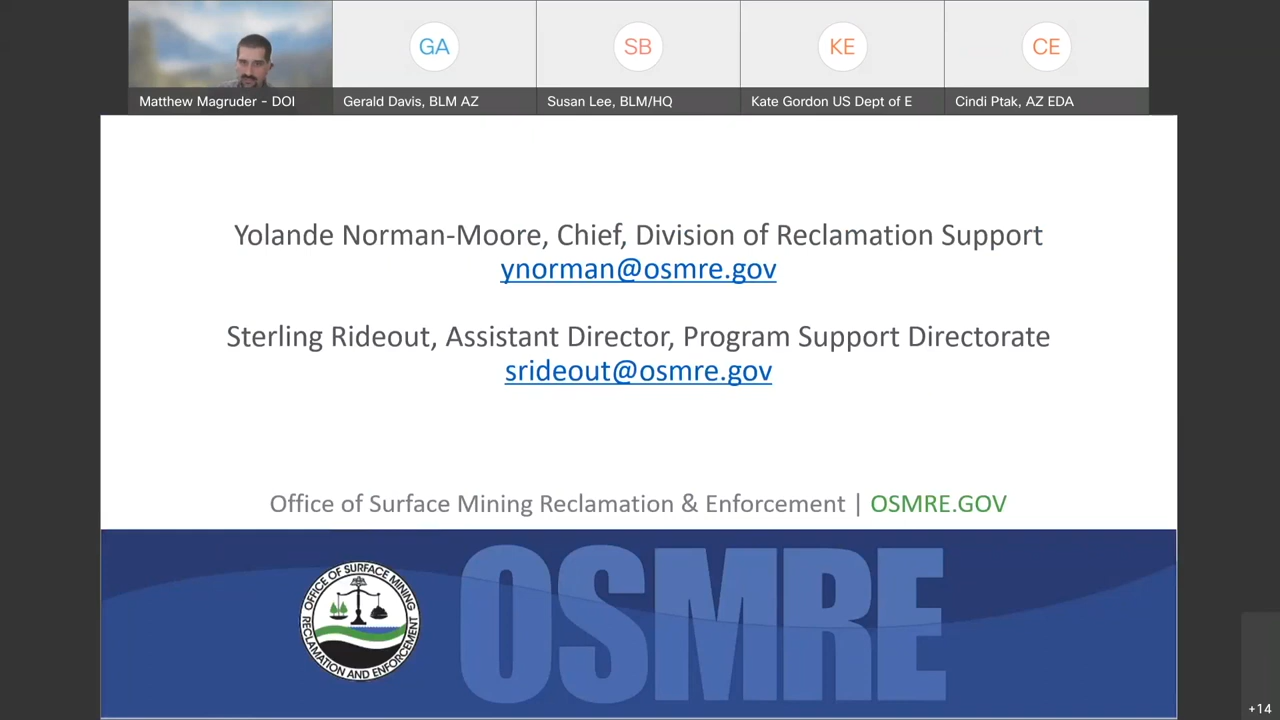 GA
SB
KE
CE
Matthew Magruder - DOI
Gerald Davis, BLM AZ
Susan Lee, BLM/HQ
Kate Gordon US Dept of E
Cindi Ptak, AZ EDA
Yolande Norman-Moore, Chief, Division of Reclamation Support
ynorman@osmre.gov
Sterling Rideout, Assistant Director, Program Support Directorate
srideout@osmre.gov
Office of Surface Mining Reclamation & Enforcement | OSMRE.GOV
OFFICE OF SURFACE MINING
RECLAMATION AND ENFORCEMENT
OSMRE
+14